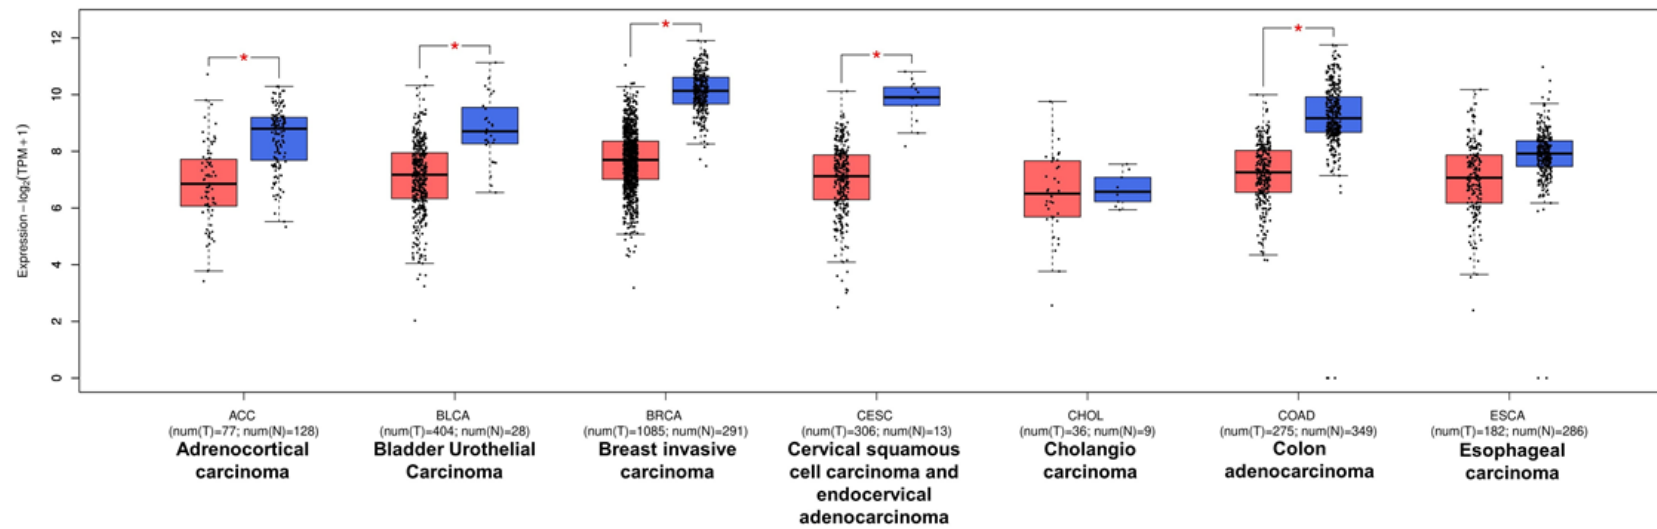 Expression − log₂(TPM + 1)
12
10
8
6
4
2
0
* * * * *
ACC BLCA BRCA CESC CHOL COAD ESCA
(num(T)=77; num(N)=128) (num(T)=404; num(N)=28) (num(T)=1085; num(N)=291) (num(T)=306; num(N)=13) (num(T)=36; num(N)=9) (num(T)=275; num(N)=349) (num(T)=182; num(N)=286)
Adrenocortical Bladder Urothelial Breast invasive Cervical squamous Cholangio Colon Esophageal
carcinoma Carcinoma carcinoma cell carcinoma and carcinoma adenocarcinoma carcinoma
endocervical
adenocarcinoma